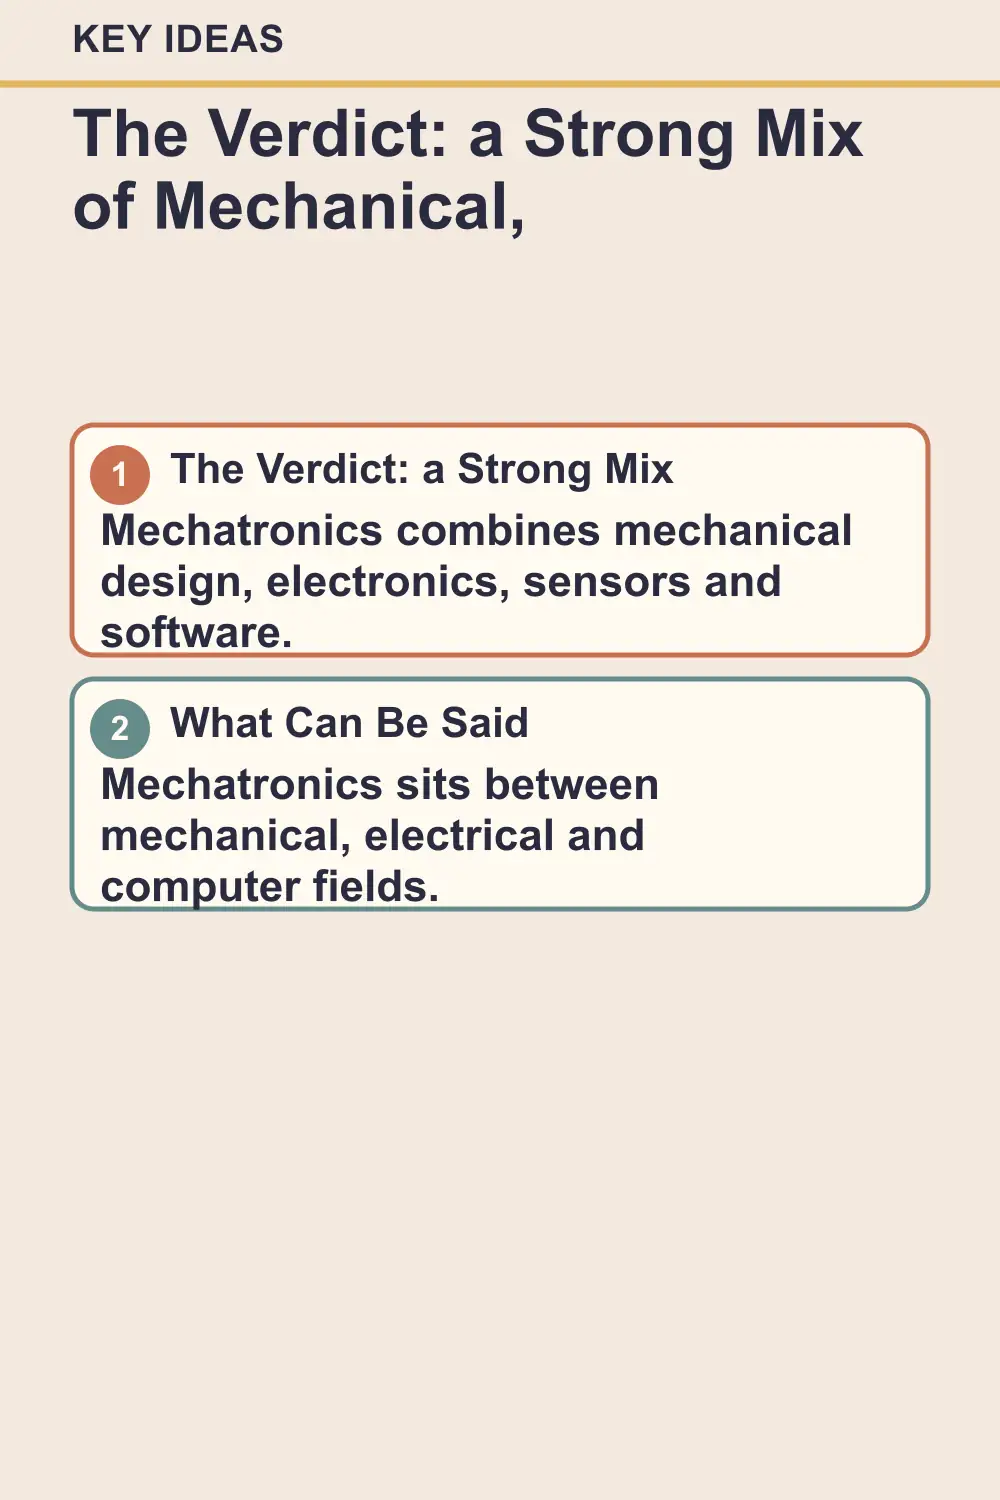 KEY IDEAS
The Verdict: a Strong Mix
of Mechanical,
1 The Verdict: a Strong Mix
Mechatronics combines mechanical
design, electronics, sensors and
software.
2 What Can Be Said
Mechatronics sits between
mechanical, electrical and
computer fields.